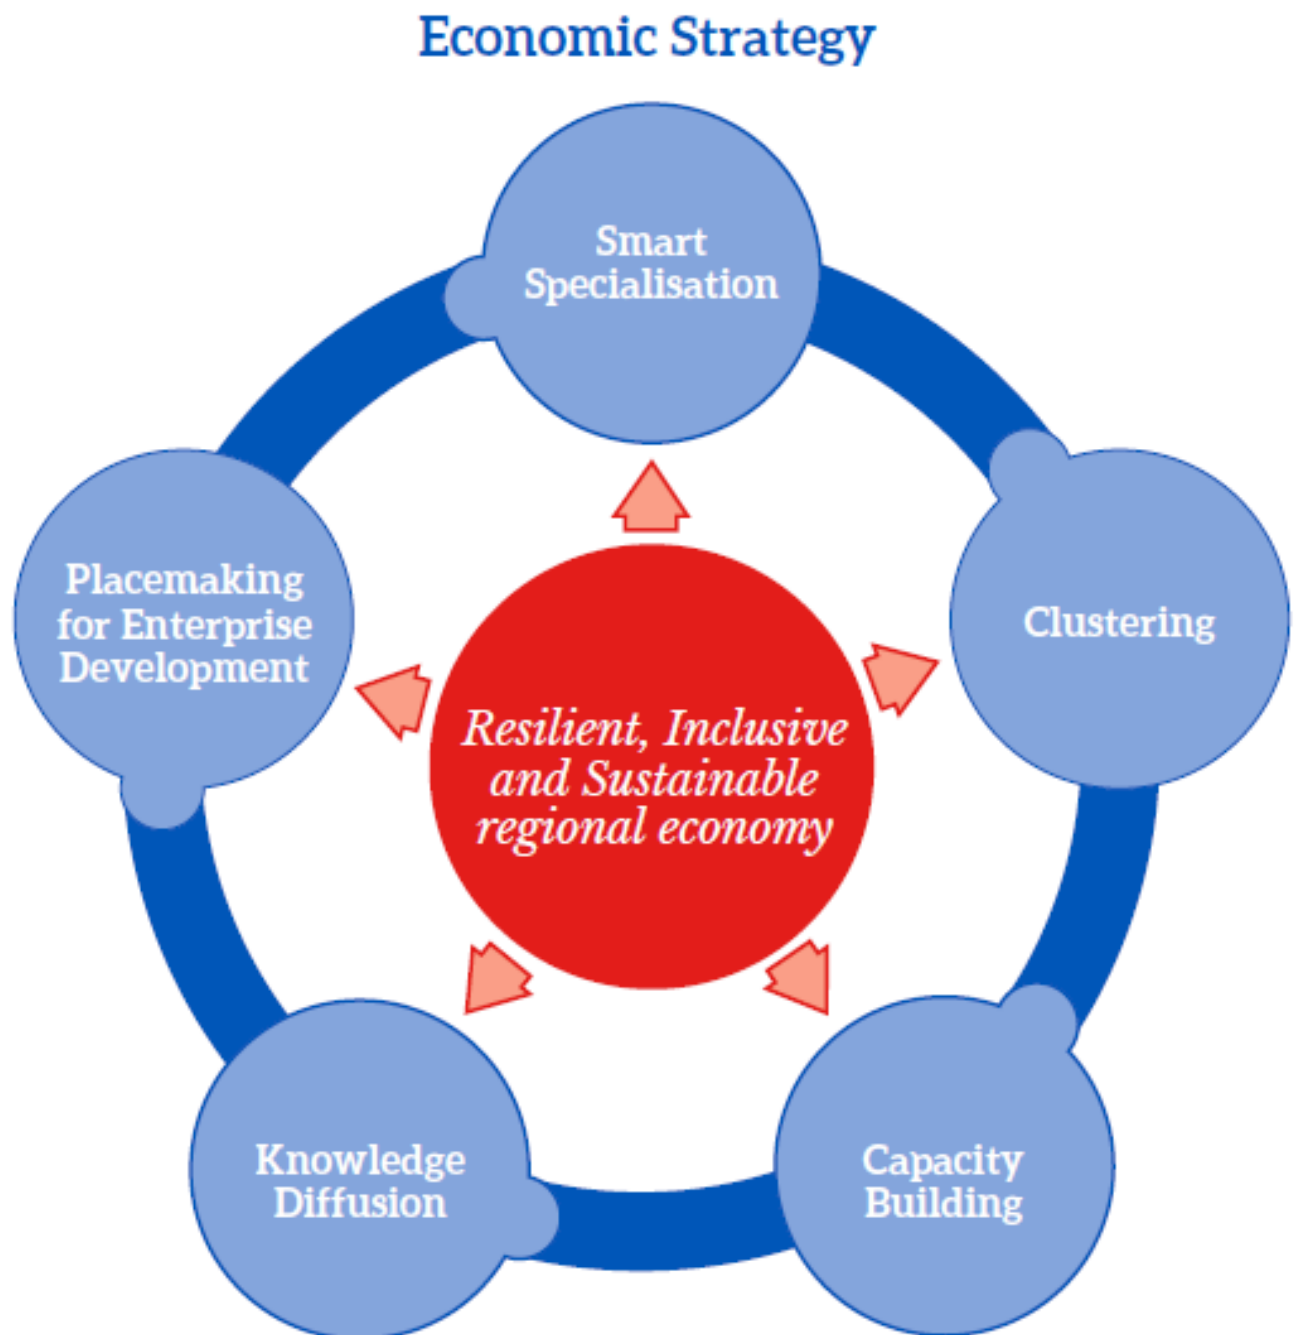 Economic Strategy
Smart
Specialisation
Placemaking
for Enterprise
Development
Clustering
Resilient, Inclusive
and Sustainable
regional economy
Knowledge
Diffusion
Capacity
Building